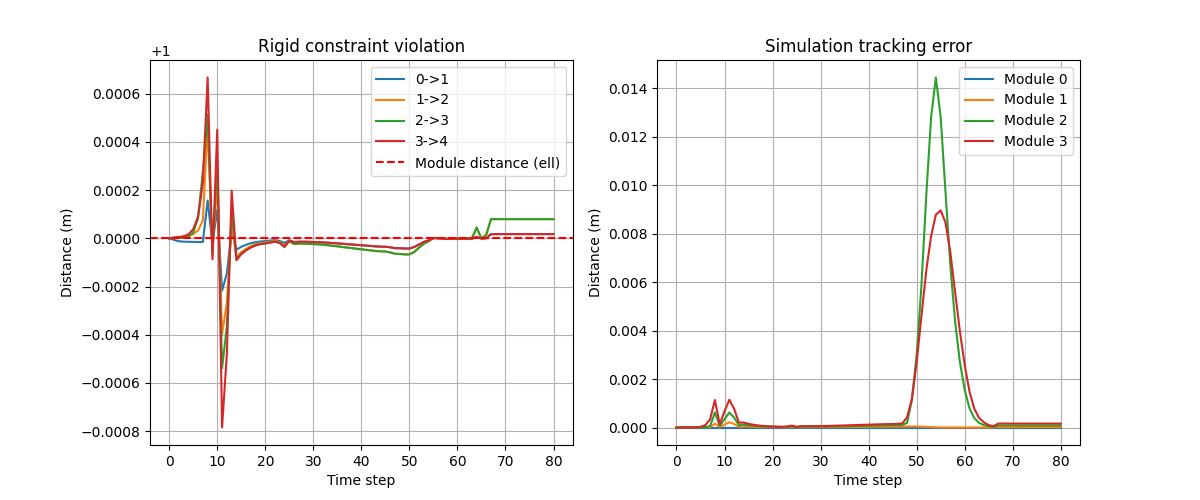 Rigid constraint violation
+1
0.0006
0.0004
0.0002
0.0000
−0.0002
−0.0004
−0.0006
−0.0008
0 10 20 30 40 50 60 70 80
Time step
Distance (m)
0->1
1->2
2->3
3->4
Module distance (ell)
Simulation tracking error
0.014
0.012
0.010
0.008
0.006
0.004
0.002
0.000
0 10 20 30 40 50 60 70 80
Time step
Distance (m)
Module 0
Module 1
Module 2
Module 3